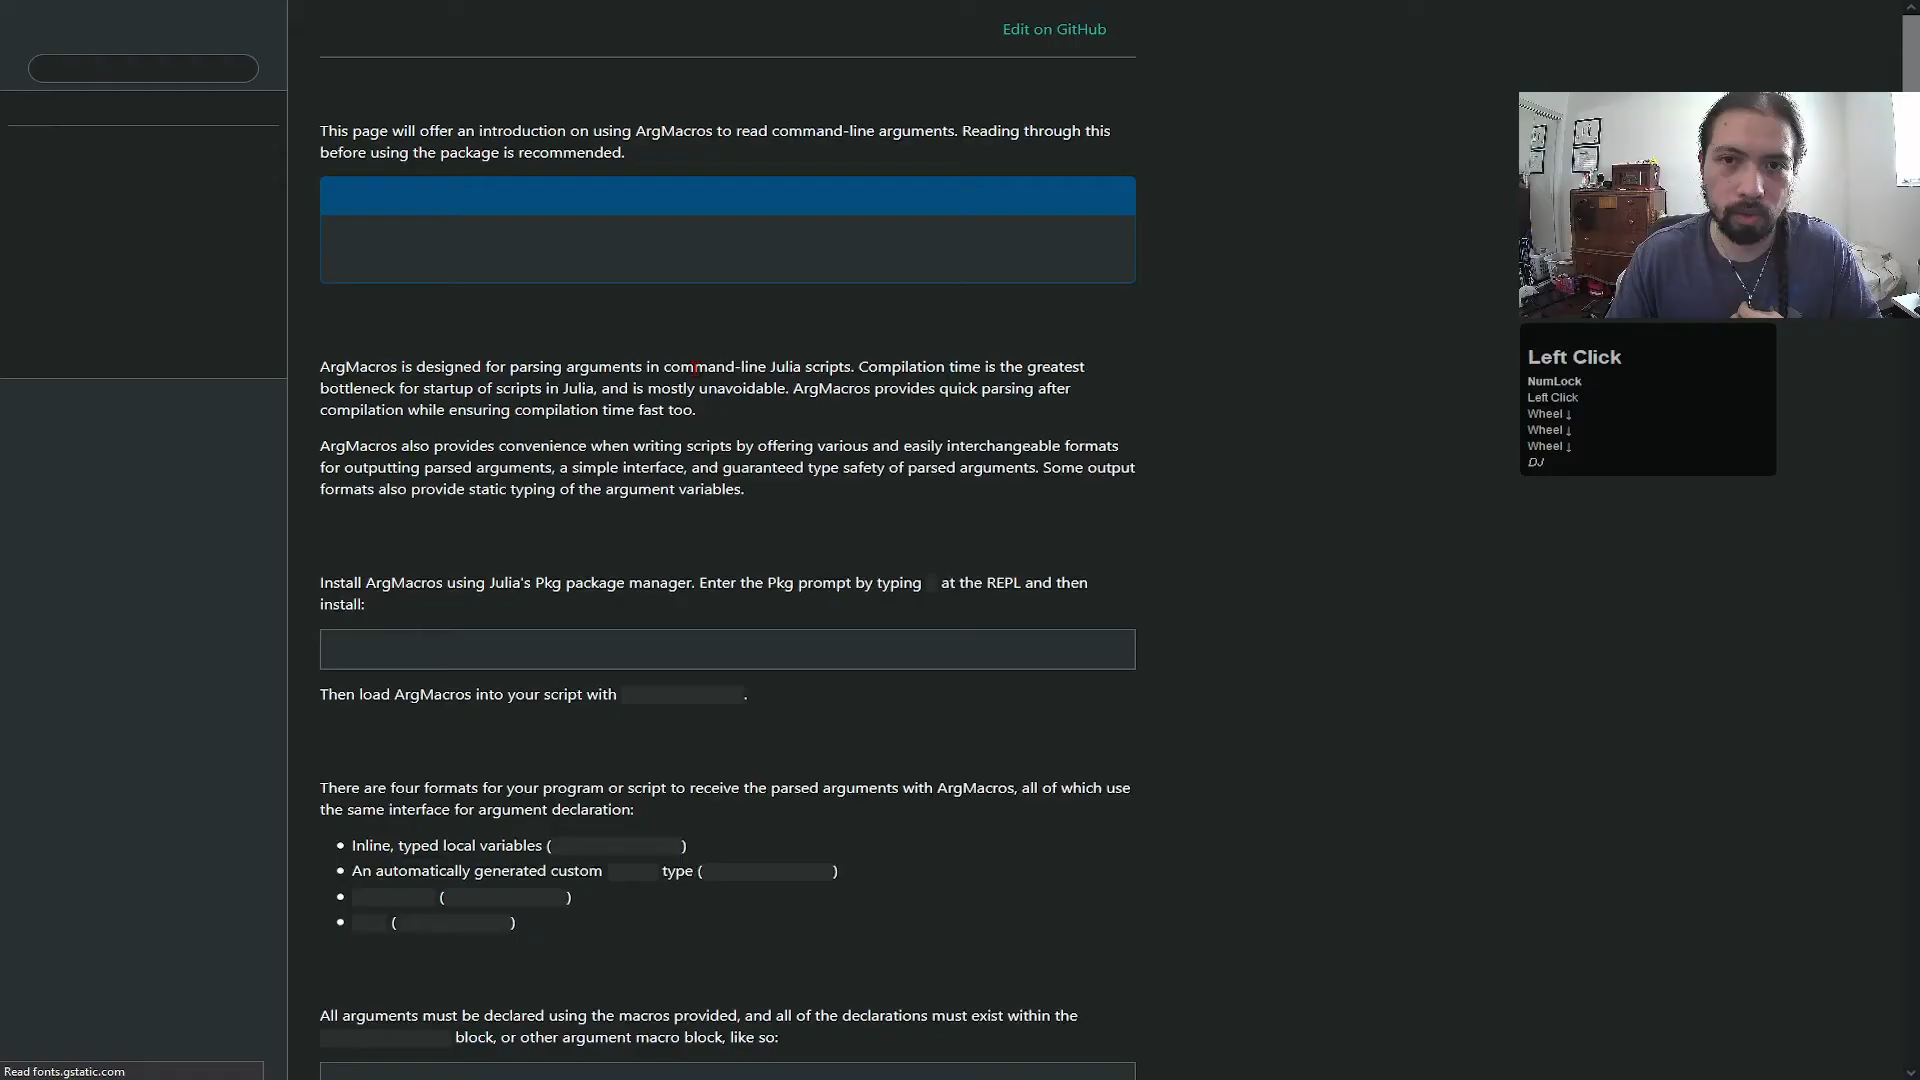 Edit on GitHub
This page will offer an introduction on using ArgMacros to read command-line arguments. Reading through this
before using the package is recommended.
ArgMacros is designed for parsing arguments in command-line Julia scripts. Compilation time is the greatest
bottleneck for startup of scripts in Julia, and is mostly unavoidable. ArgMacros provides quick parsing after
compilation while ensuring compilation time fast too.
ArgMacros also provides convenience when writing scripts by offering various and easily interchangeable formats
for outputting parsed arguments, a simple interface, and guaranteed type safety of parsed arguments. Some output
formats also provide static typing of the argument variables.
Install ArgMacros using Julia's Pkg package manager. Enter the Pkg prompt by typing at the REPL and then
install:
Then load ArgMacros into your script with .
There are four formats for your program or script to receive the parsed arguments with ArgMacros, all of which use
the same interface for argument declaration:
• Inline, typed local variables ( )
• An automatically generated custom type ( )
• ( )
• ( )
All arguments must be declared using the macros provided, and all of the declarations must exist within the
block, or other argument macro block, like so:
Read fonts.gstatic.com
Left Click
NumLock
Left Click
Wheel ↓
Wheel ↓
Wheel ↓
DJ